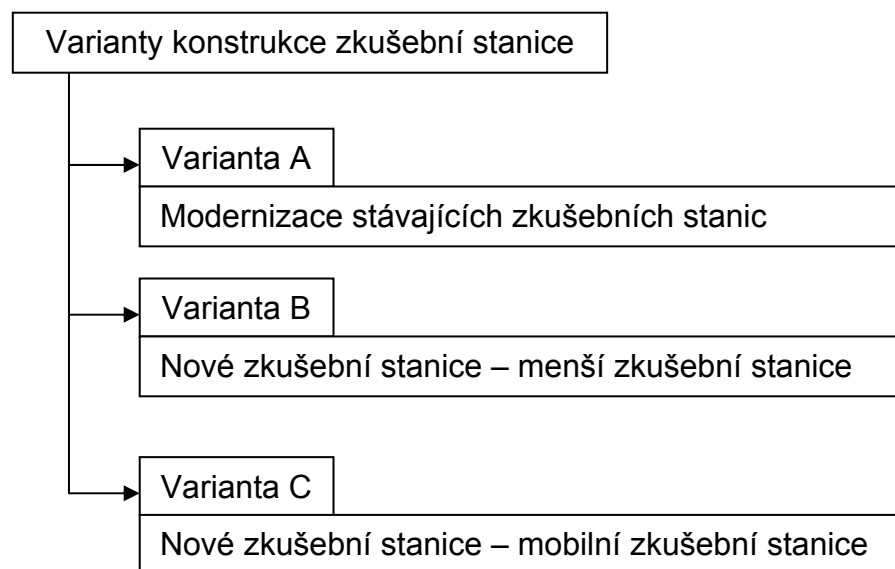 Varianty konstrukce zkušební stanice
Varianta A
Modernizace stávajících zkušebních stanic
Varianta B
Nové zkušební stanice – menší zkušební stanice
Varianta C
Nové zkušební stanice – mobilní zkušební stanice